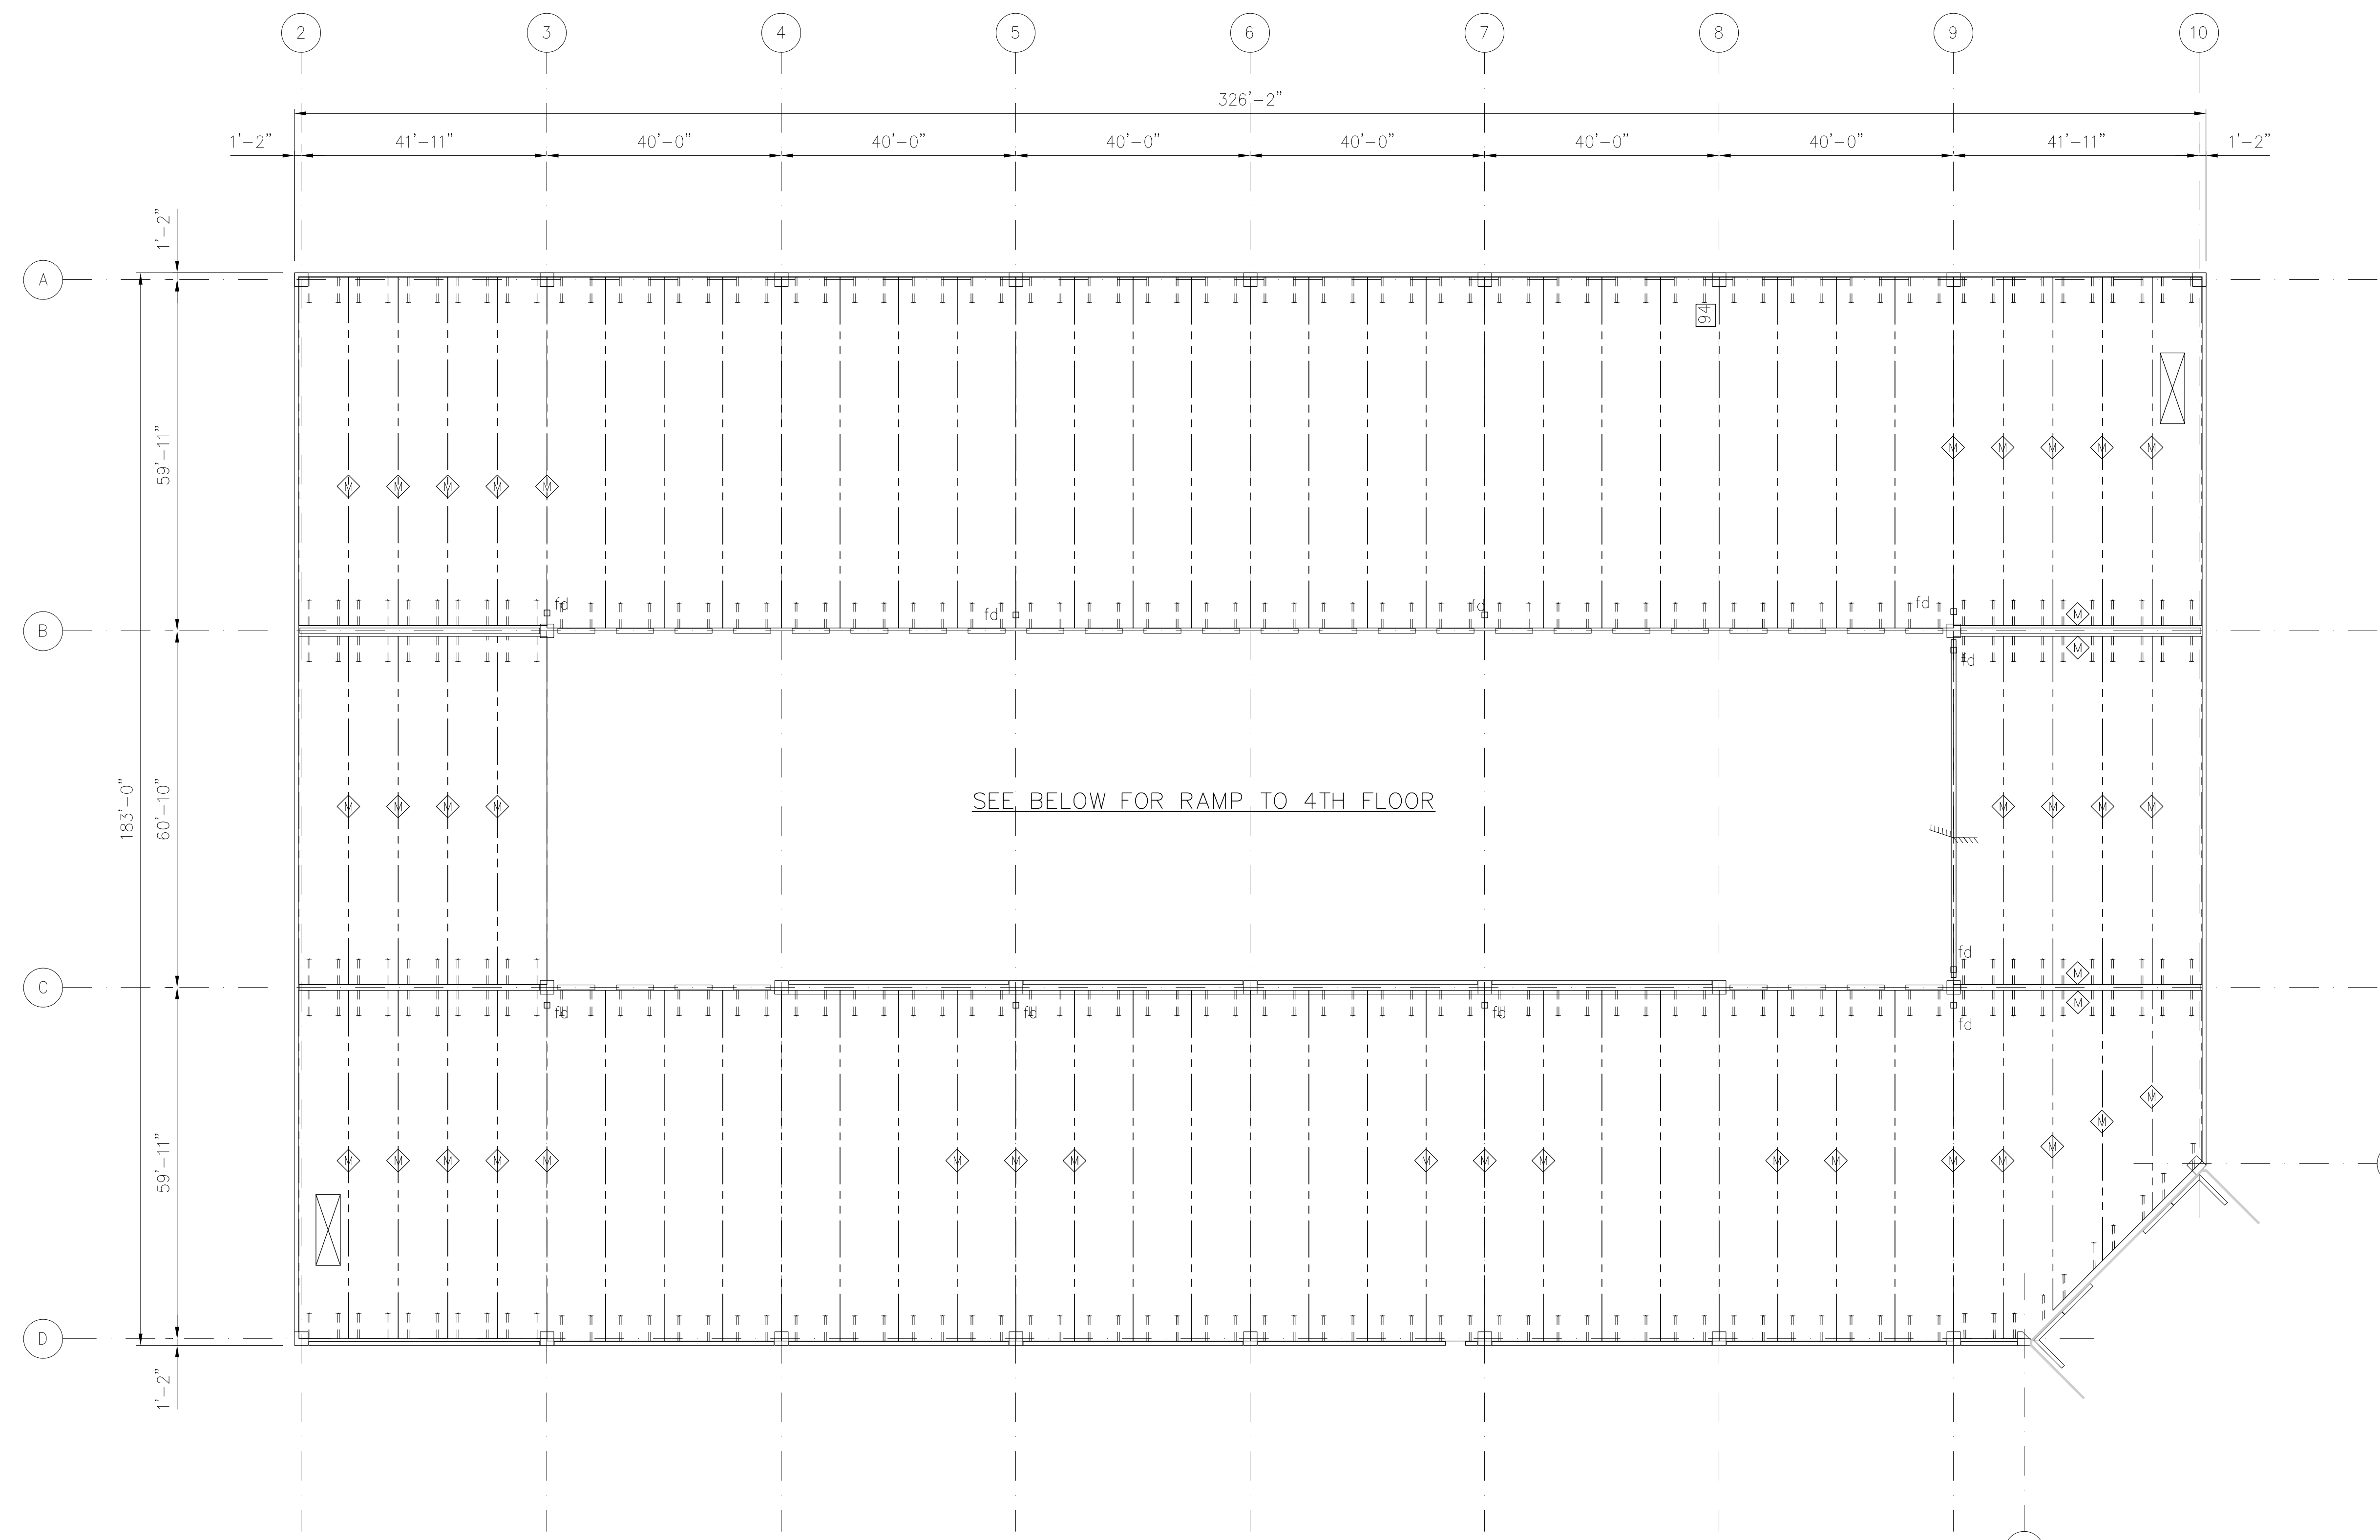 2 3 4 5 6 7 8 9 10
326'-2"
1'-2" 41'-11" 40'-0" 40'-0" 40'-0" 40'-0" 40'-0" 40'-0" 41'-11" 1'-2"
1'-2"
A
94
59'-11"
M M M M M
M M M M M
fd fd fd fd
M
B
M
fd
183'-0"
60'-10"
SEE BELOW FOR RAMP TO 4TH FLOOR
M M M M
M M M M
fd
M
C
M
fd fd fd fd
59'-11"
M
M
M
M M M M M M M M M M M M M M M
D
1'-2"